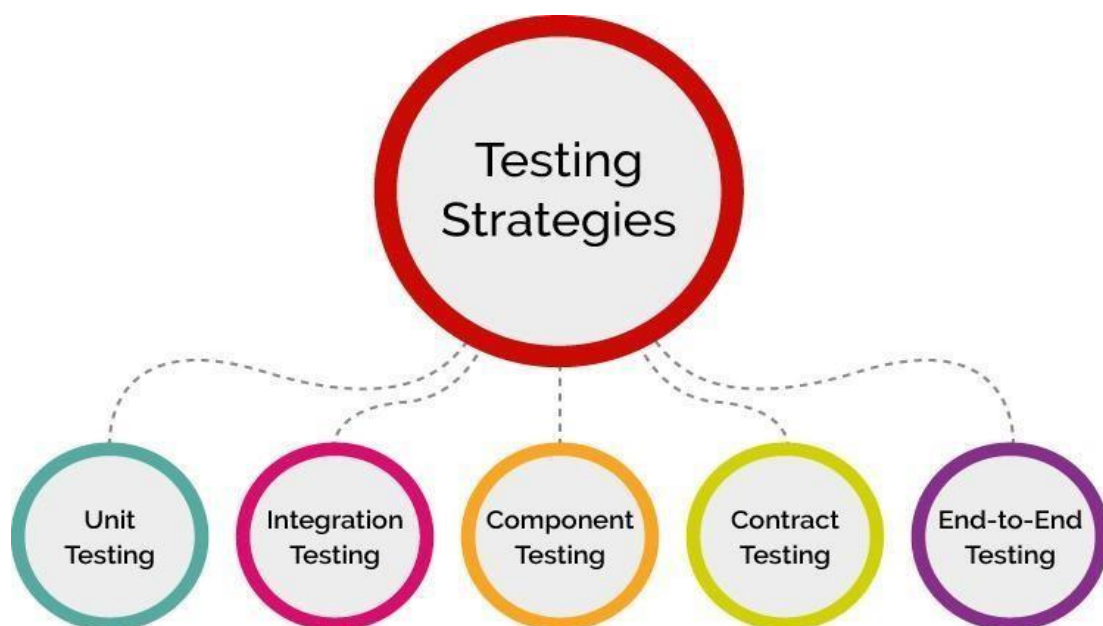 Testing
Strategies
Unit
Testing
Integration
Testing
Component
Testing
Contract
Testing
End-to-End
Testing